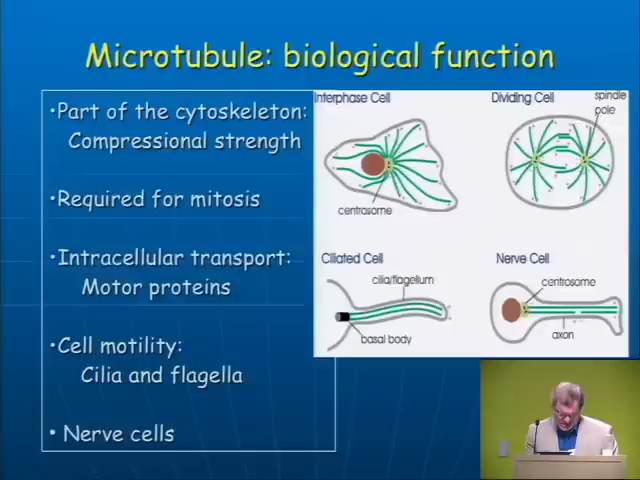 Microtubule: biological function
•Part of the cytoskeleton:
Compressional strength
•Required for mitosis
•Intracellular transport:
Motor proteins
•Cell motility:
Cilia and flagella
• Nerve cells
Interphase Cell
centrosome
Dividing Cell
spindle
pole
Ciliated Cell
cilia/flagellum
basal body
Nerve Cell
centrosome
axon